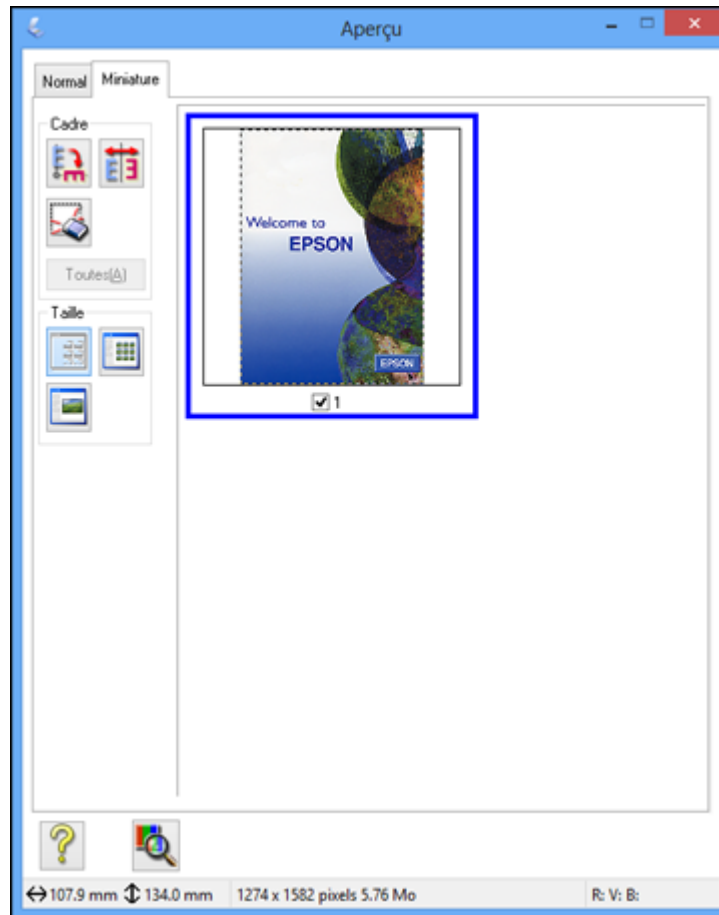 Aperçu
Normal Miniature
Cadre
Toutes(A)
Taille
Welcome to
EPSON
EPSON
1
107.9 mm 134.0 mm 1274 x 1582 pixels 5.76 Mo R: V: B: